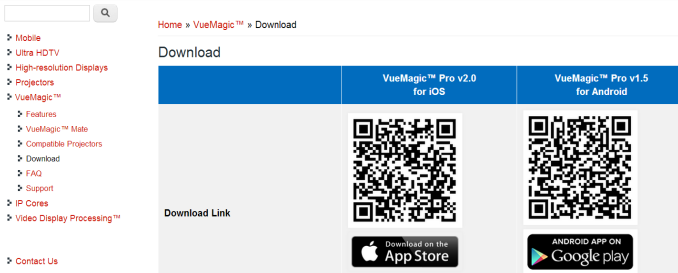 Home » VueMagic™ » Download
Mobile
Ultra HDTV
High-resolution Displays
Projectors
VueMagic™
Features
VueMagic™ Mate
Compatible Projectors
Download
FAQ
Support
IP Cores
Video Display Processing™
Contact Us
Download
VueMagic™ Pro v2.0
for iOS
VueMagic™ Pro v1.5
for Android
Download Link
Download on the
App Store
ANDROID APP ON
Google play